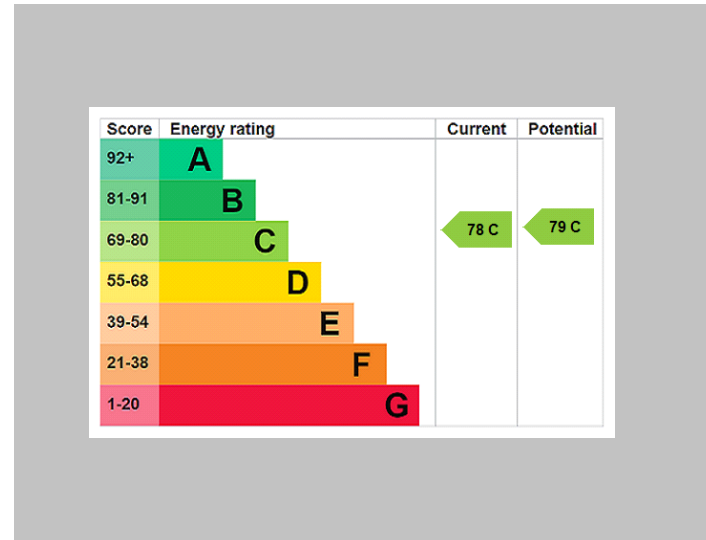 Score Energy rating Current Potential
92+ A
81-91 B
69-80 C 78 C 79 C
55-68 D
39-54 E
21-38 F
1-20 G